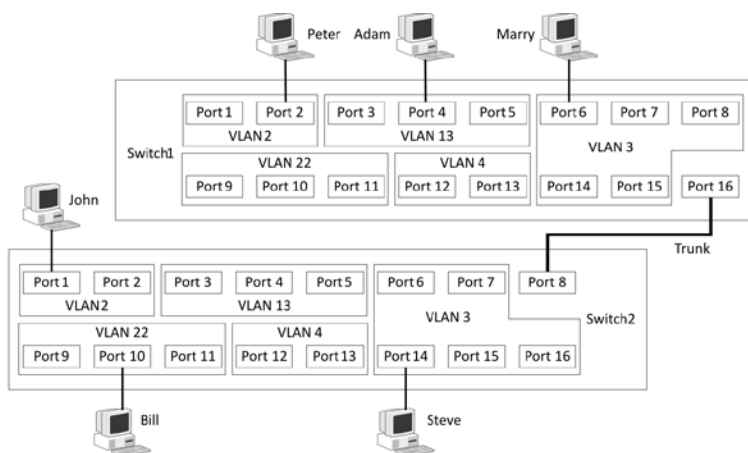 Peter
Adam
Marry
Port 1
Port 2
Port 3
Port 4
Port 5
Port 6
Port 7
Port 8
VLAN 2
VLAN 13
VLAN 3
Switch1
VLAN 22
VLAN 4
Port 9
Port 10
Port 11
Port 12
Port 13
Port 14
Port 15
Port 16
John
Trunk
Port 1
Port 2
Port 3
Port 4
Port 5
Port 6
Port 7
Port 8
VLAN2
VLAN 13
VLAN 3
Switch2
VLAN 22
VLAN 4
Port 9
Port 10
Port 11
Port 12
Port 13
Port 14
Port 15
Port 16
Bill
Steve